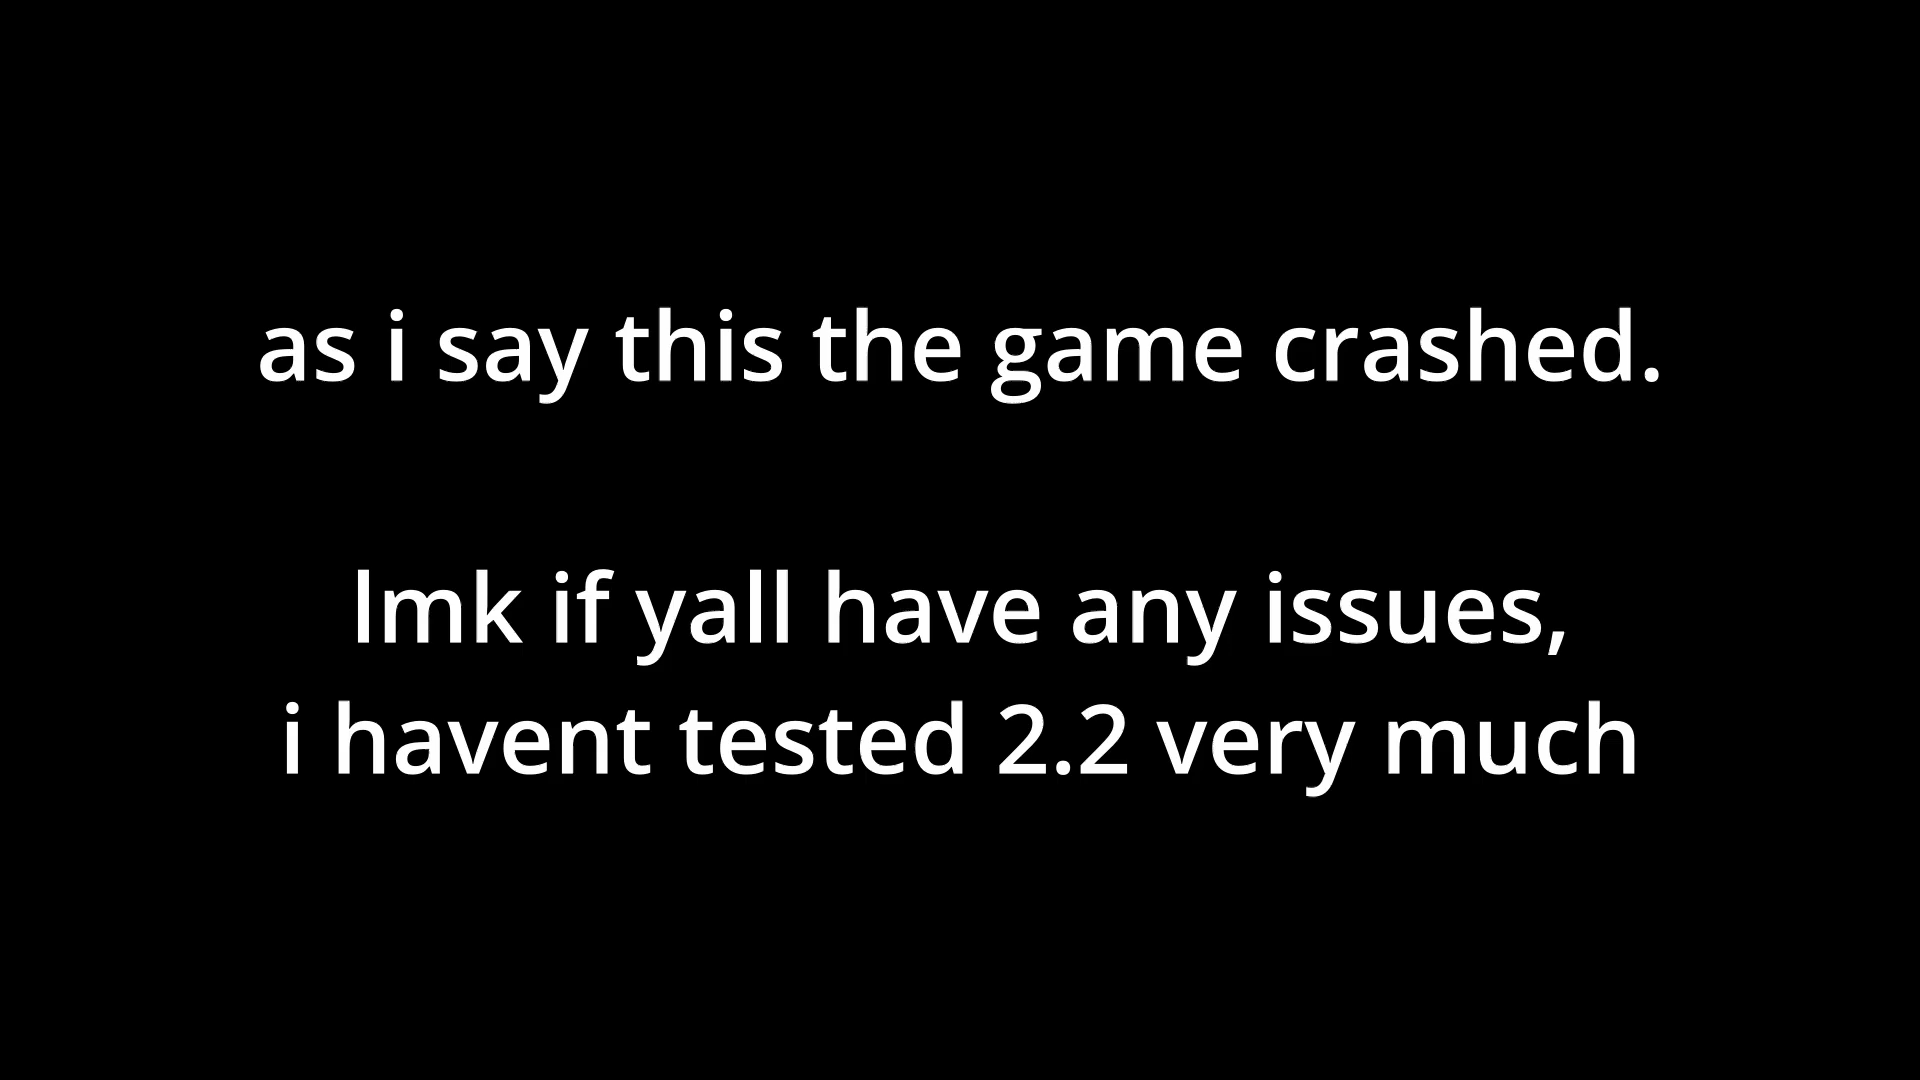 as i say this the game crashed.
lmk if yall have any issues,
i havent tested 2.2 very much